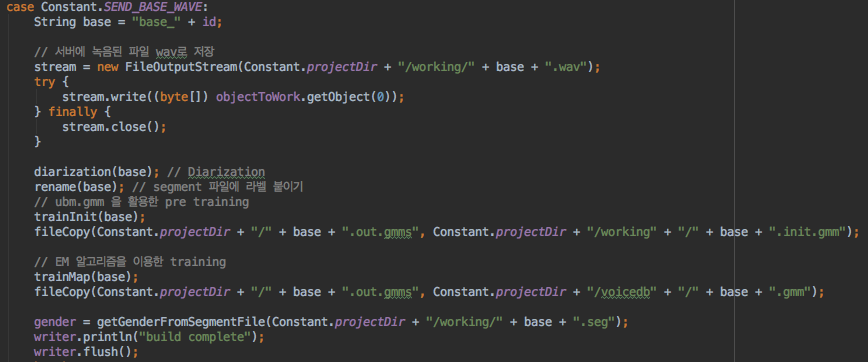 case Constant.SEND_BASE_WAVE:
String base = "base_" + id;
// 서버에 녹음된 파일 wav로 저장
stream = new FileOutputStream(Constant.projectDir + "/working/" + base + ".wav");
try {
stream.write((byte[]) objectToWork.getObject(0));
} finally {
stream.close();
}
diarization(base); // Diarization
rename(base); // segment 파일에 라벨 붙이기
// ubm.gmm 을 활용한 pre training
trainInit(base);
fileCopy(Constant.projectDir + "/" + base + ".out.gmms", Constant.projectDir + "/working" + "/" + base + ".init.gmm");
// EM 알고리즘을 이용한 training
trainMap(base);
fileCopy(Constant.projectDir + "/" + base + ".out.gmms", Constant.projectDir + "/voicedb" + "/" + base + ".gmm");
gender = getGenderFromSegmentFile(Constant.projectDir + "/working/" + base + ".seg");
writer.println("build complete");
writer.flush();